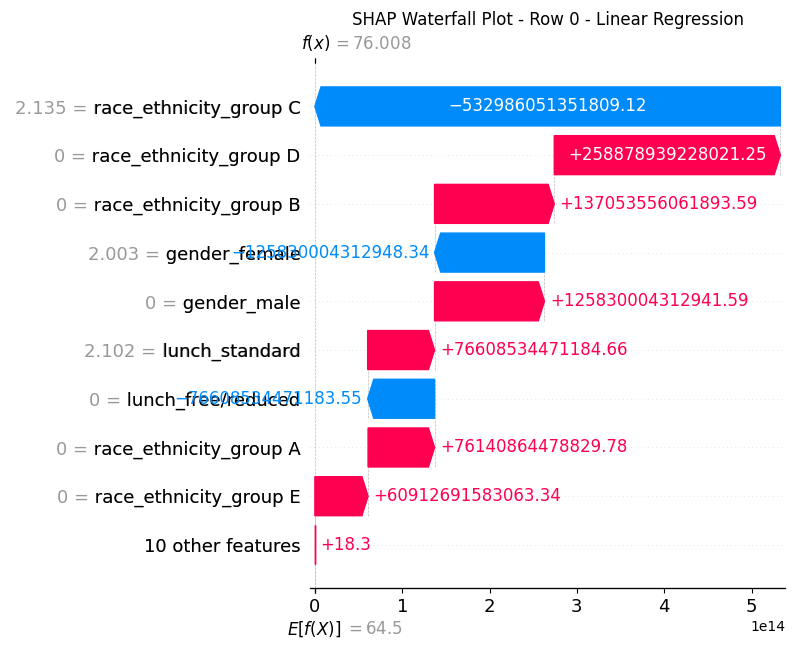 SHAP Waterfall Plot - Row 0 - Linear Regression
f(x) = 76.008
2.135 = race_ethnicity_group C −532986051351809.12
0 = race_ethnicity_group D +258878939228021.25
0 = race_ethnicity_group B +137053556061893.59
2.003 = gender_female −125830004312948.34
0 = gender_male +125830004312941.59
2.102 = lunch_standard +76608534471184.66
0 = lunch_free/reduced −76608534471183.55
0 = race_ethnicity_group A +76140864478829.78
0 = race_ethnicity_group E +60912691583063.34
10 other features +18.3
0 1 2 3 4 5
1e14
E[f(X)] = 64.5